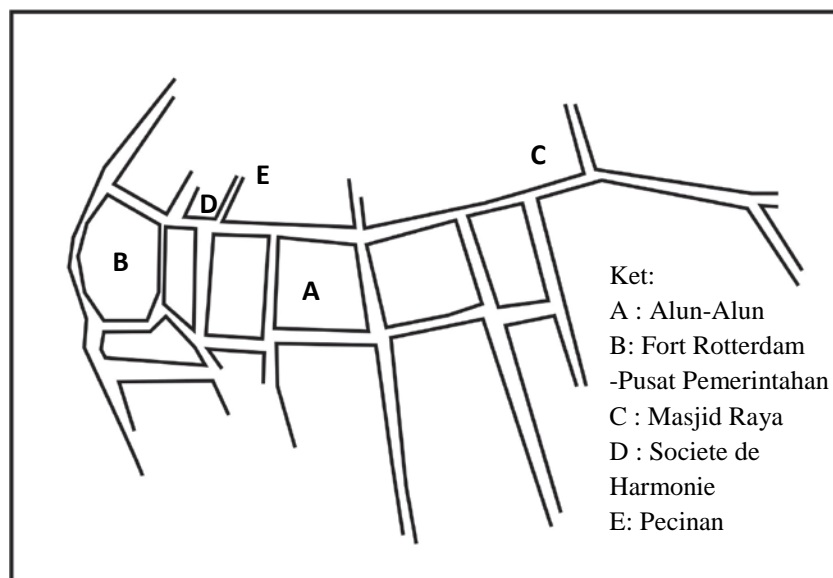 E
C
D
B
A
Ket:
A : Alun-Alun
B: Fort Rotterdam
-Pusat Pemerintahan
C : Masjid Raya
D : Societe de
Harmonie
E: Pecinan